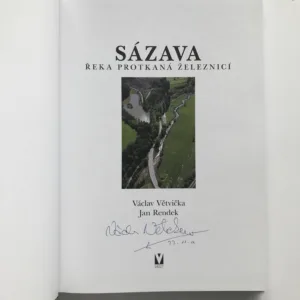 SÁZAVA
ŘEKA PROTKANÁ ŽELEZNICÍ
Václav Větvička
Jan Rendek